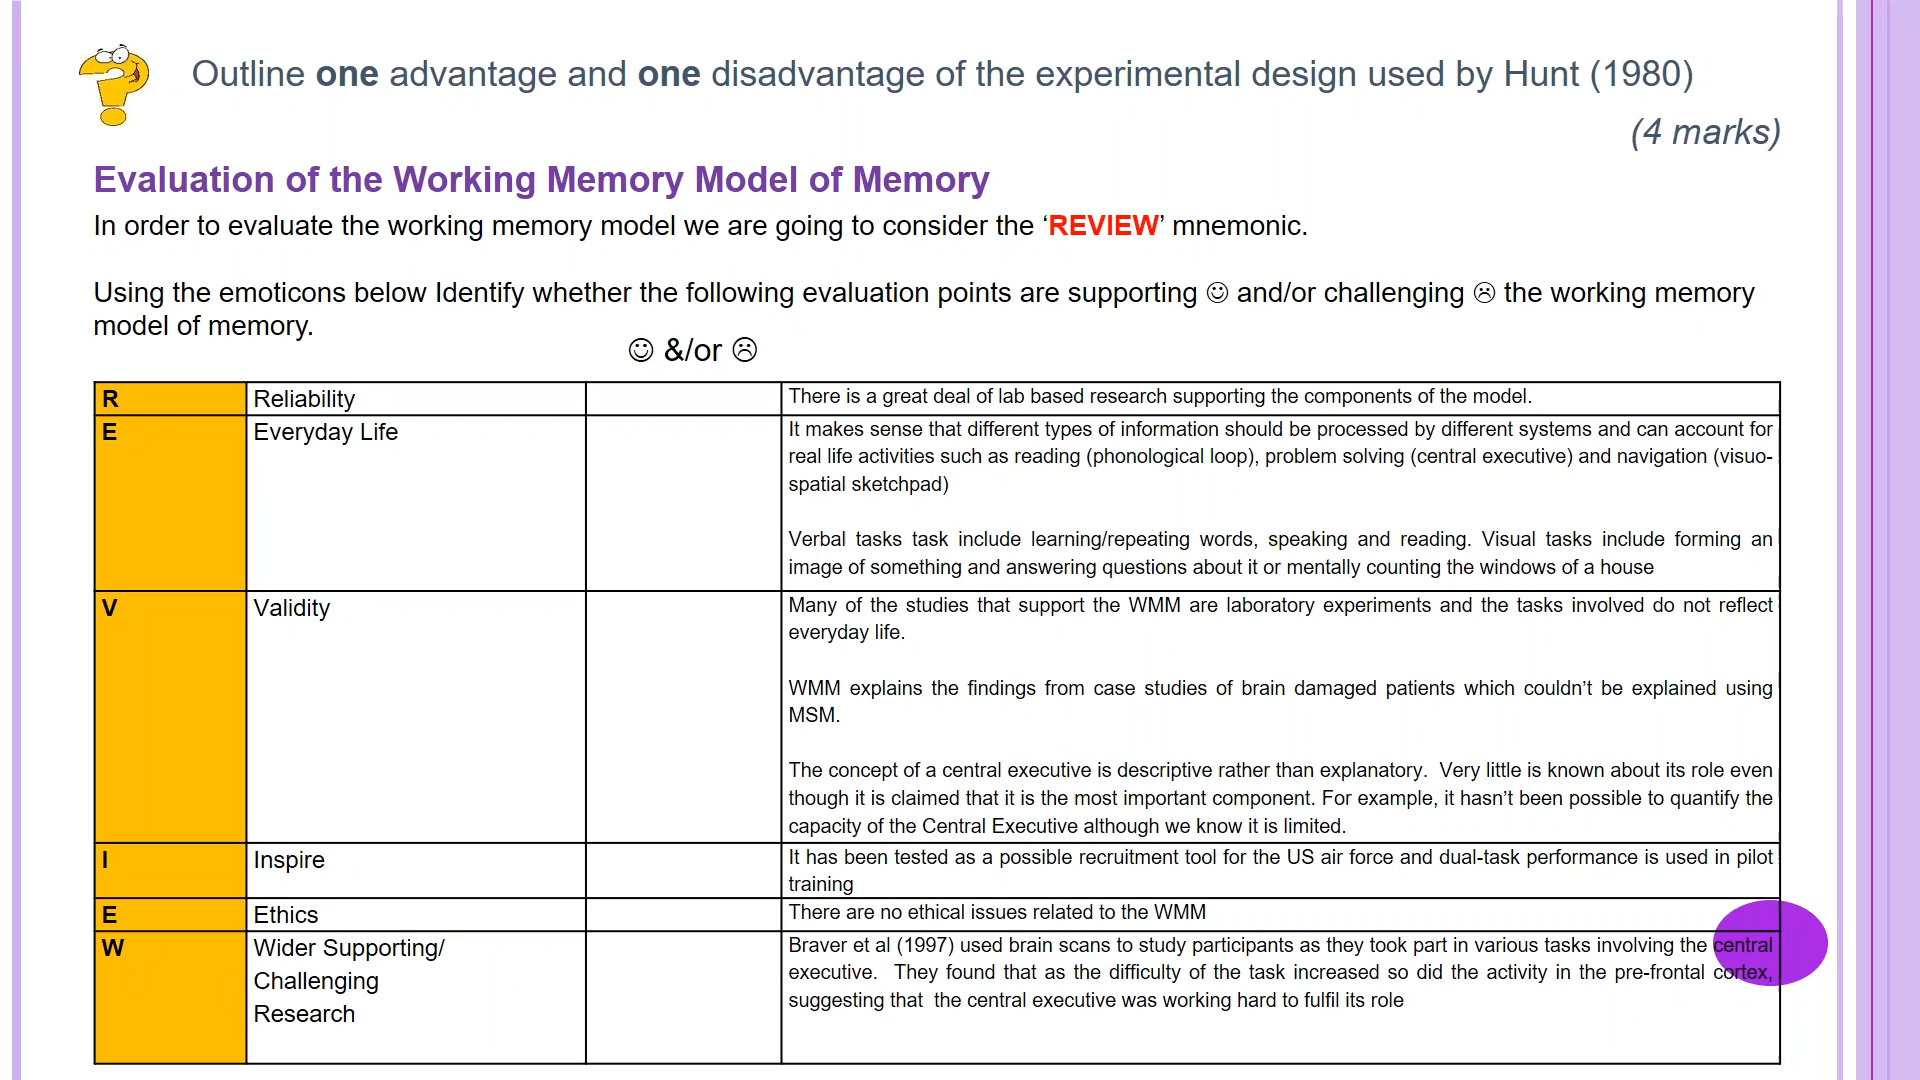 Outline one advantage and one disadvantage of the experimental design used by Hunt (1980)
(4 marks)
Evaluation of the Working Memory Model of Memory
In order to evaluate the working memory model we are going to consider the ‘REVIEW’ mnemonic.
Using the emoticons below Identify whether the following evaluation points are supporting ☺ and/or challenging ☹ the working memory
model of memory.
☺ &/or ☹
R
Reliability
There is a great deal of lab based research supporting the components of the model.
E
Everyday Life
It makes sense that different types of information should be processed by different systems and can account for
real life activities such as reading (phonological loop), problem solving (central executive) and navigation (visuo-
spatial sketchpad)
Verbal tasks task include learning/repeating words, speaking and reading. Visual tasks include forming an
image of something and answering questions about it or mentally counting the windows of a house
V
Validity
Many of the studies that support the WMM are laboratory experiments and the tasks involved do not reflect
everyday life.
WMM explains the findings from case studies of brain damaged patients which couldn’t be explained using
MSM.
The concept of a central executive is descriptive rather than explanatory.  Very little is known about its role even
though it is claimed that it is the most important component. For example, it hasn’t been possible to quantify the
capacity of the Central Executive although we know it is limited.
I
Inspire
It has been tested as a possible recruitment tool for the US air force and dual-task performance is used in pilot
training
E
Ethics
There are no ethical issues related to the WMM
W
Wider Supporting/
Challenging
Research
Braver et al (1997) used brain scans to study participants as they took part in various tasks involving the central
executive.  They found that as the difficulty of the task increased so did the activity in the pre-frontal cortex,
suggesting that  the central executive was working hard to fulfil its role